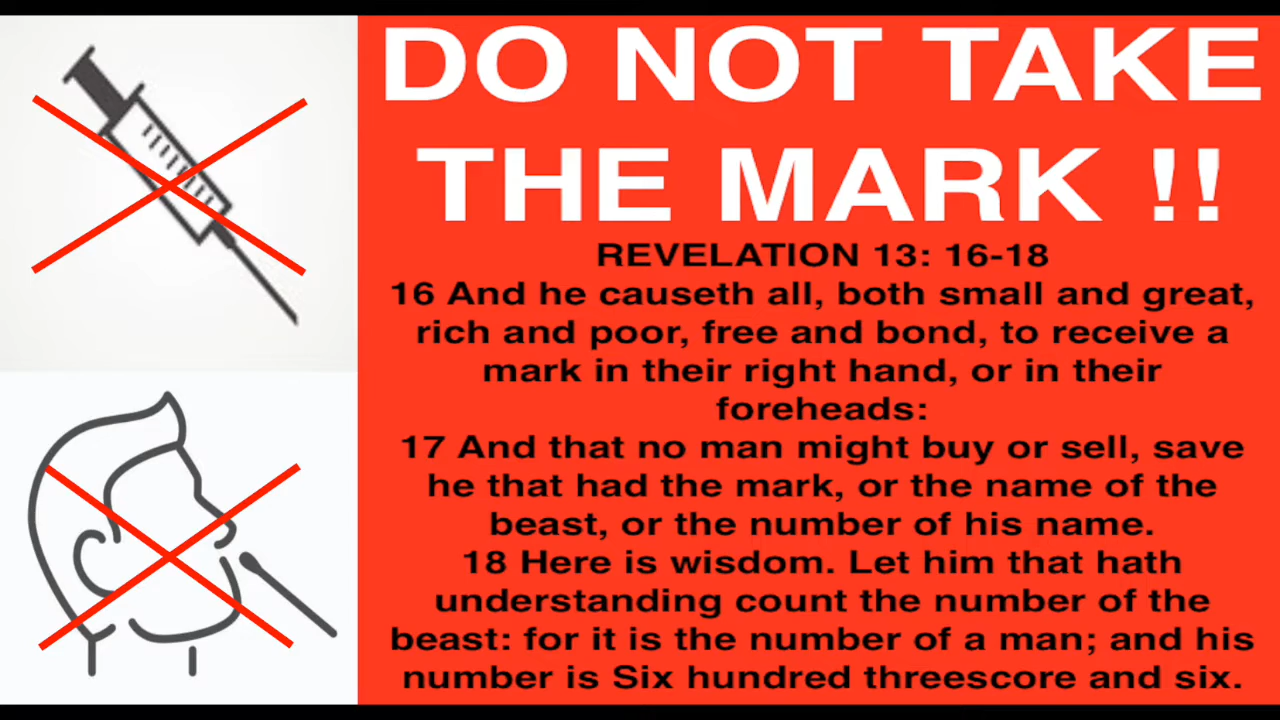 DO NOT TAKE
THE MARK !!
REVELATION 13: 16-18
16 And he causeth all, both small and great,
rich and poor, free and bond, to receive a
mark in their right hand, or in their
foreheads:
17 And that no man might buy or sell, save
he that had the mark, or the name of the
beast, or the number of his name.
18 Here is wisdom. Let him that hath
understanding count the number of the
beast: for it is the number of a man; and his
number is Six hundred threescore and six.